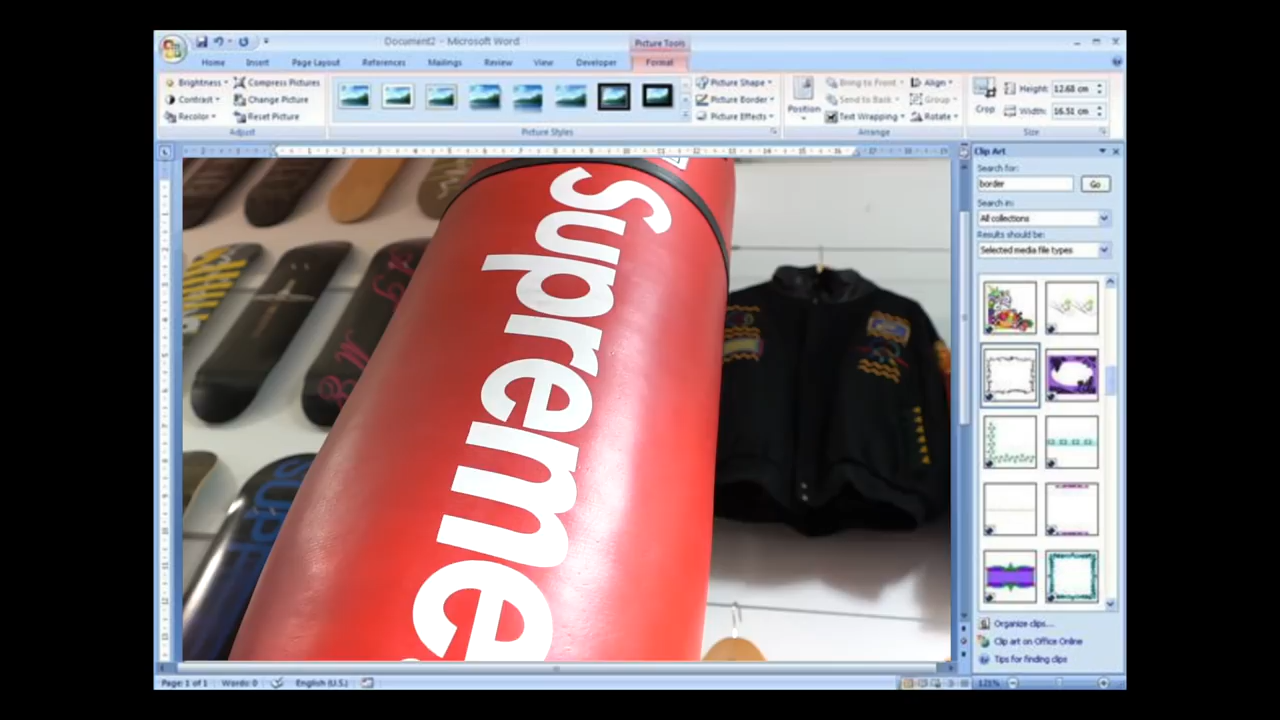 Document2 - Microsoft Word
Picture Tools
Home Insert Page Layout References Mailings Review View Developer Format
Brightness Compress Pictures Picture Shape Bring to Front Align Height: 12.68 cm
Contrast Change Picture Picture Border Send to Back Group Position Crop Width: 16.51 cm
Recolor Reset Picture Picture Effects Text Wrapping Rotate
Adjust Picture Styles Arrange Size
Clip Art
Search for:
border Go
Search in:
All collections
Results should be:
Selected media file types
Supreme
Organize clips...
Clip art on Office Online
Tips for finding clips
Page: 1 of 1 Words: 0 English (U.S.) 121%